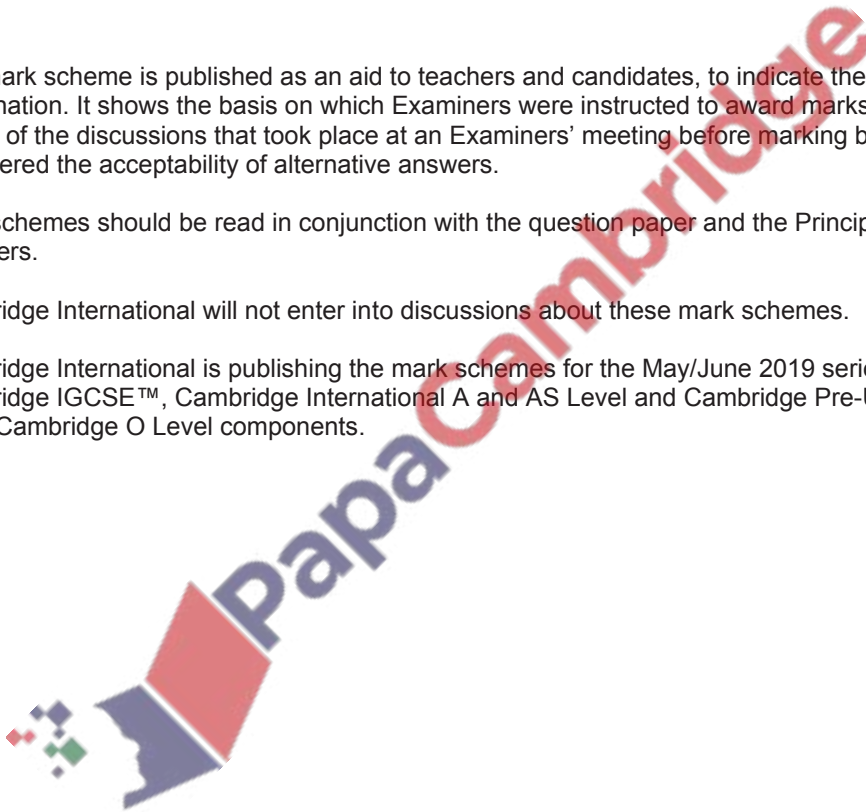 ark scheme is published as an aid to teachers and candidates, to indicate the
nation. It shows the basis on which Examiners were instructed to award marks
of the discussions that took place at an Examiners' meeting before marking b
ered the acceptability of alternative answers.
schemes should be read in conjunction with the question paper and the Princip
ers.
ridge International will not enter into discussions about these mark schemes.
ridge International is publishing the mark schemes for the May/June 2019 serie
ridge IGCSE™, Cambridge International A and AS Level and Cambridge Pre-U
Cambridge O Level components.
PapaCambridge